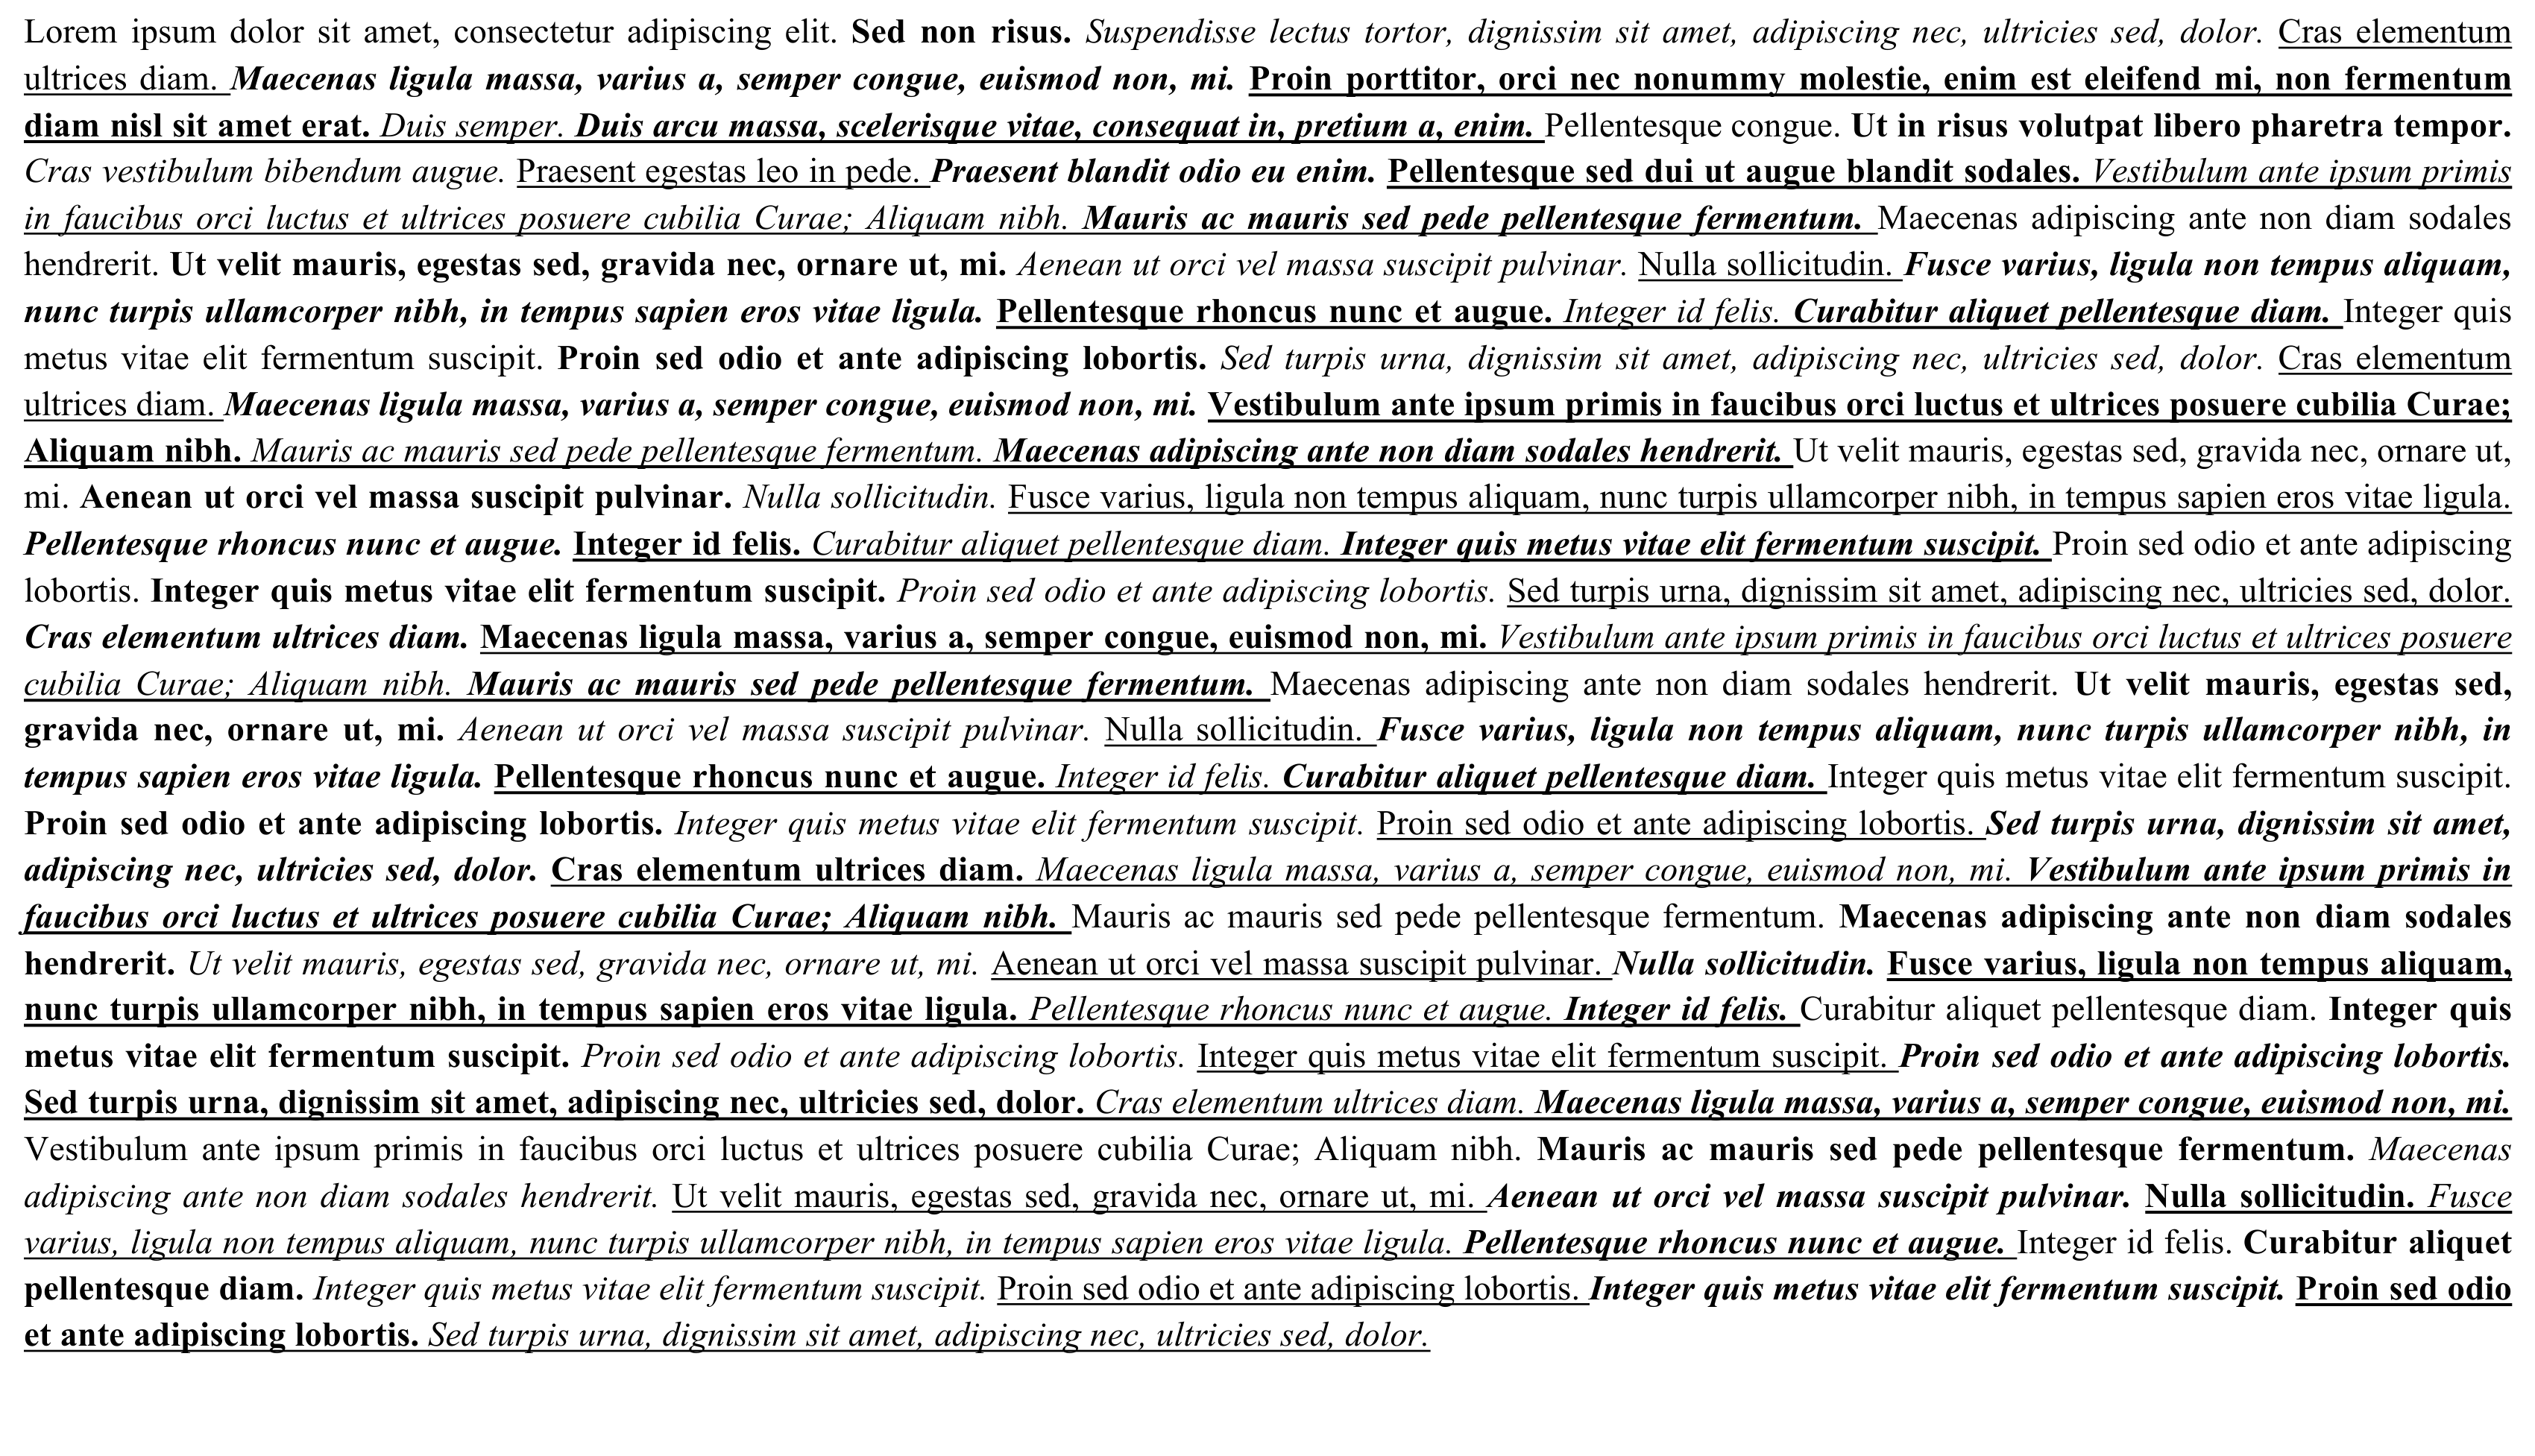 Lorem ipsum dolor sit amet, consectetur adipiscing elit. Sed non risus. Suspendisse lectus tortor, dignissim sit amet, adipiscing nec, ultricies sed, dolor. Cras elementum
ultrices diam. Maecenas ligula massa, varius a, semper congue, euismod non, mi. Proin porttitor, orci nec nonummy molestie, enim est eleifend mi, non fermentum
diam nisl sit amet erat. Duis semper. Duis arcu massa, scelerisque vitae, consequat in, pretium a, enim. Pellentesque congue. Ut in risus volutpat libero pharetra tempor.
Cras vestibulum bibendum augue. Praesent egestas leo in pede. Praesent blandit odio eu enim. Pellentesque sed dui ut augue blandit sodales. Vestibulum ante ipsum primis
in faucibus orci luctus et ultrices posuere cubilia Curae; Aliquam nibh. Mauris ac mauris sed pede pellentesque fermentum. Maecenas adipiscing ante non diam sodales
hendrerit. Ut velit mauris, egestas sed, gravida nec, ornare ut, mi. Aenean ut orci vel massa suscipit pulvinar. Nulla sollicitudin. Fusce varius, ligula non tempus aliquam,
nunc turpis ullamcorper nibh, in tempus sapien eros vitae ligula. Pellentesque rhoncus nunc et augue. Integer id felis. Curabitur aliquet pellentesque diam. Integer quis
metus vitae elit fermentum suscipit. Proin sed odio et ante adipiscing lobortis. Sed turpis urna, dignissim sit amet, adipiscing nec, ultricies sed, dolor. Cras elementum
ultrices diam. Maecenas ligula massa, varius a, semper congue, euismod non, mi. Vestibulum ante ipsum primis in faucibus orci luctus et ultrices posuere cubilia Curae;
Aliquam nibh. Mauris ac mauris sed pede pellentesque fermentum. Maecenas adipiscing ante non diam sodales hendrerit. Ut velit mauris, egestas sed, gravida nec, ornare ut,
mi. Aenean ut orci vel massa suscipit pulvinar. Nulla sollicitudin. Fusce varius, ligula non tempus aliquam, nunc turpis ullamcorper nibh, in tempus sapien eros vitae ligula.
Pellentesque rhoncus nunc et augue. Integer id felis. Curabitur aliquet pellentesque diam. Integer quis metus vitae elit fermentum suscipit. Proin sed odio et ante adipiscing
lobortis. Integer quis metus vitae elit fermentum suscipit. Proin sed odio et ante adipiscing lobortis. Sed turpis urna, dignissim sit amet, adipiscing nec, ultricies sed, dolor.
Cras elementum ultrices diam. Maecenas ligula massa, varius a, semper congue, euismod non, mi. Vestibulum ante ipsum primis in faucibus orci luctus et ultrices posuere
cubilia Curae; Aliquam nibh. Mauris ac mauris sed pede pellentesque fermentum. Maecenas adipiscing ante non diam sodales hendrerit. Ut velit mauris, egestas sed,
gravida nec, ornare ut, mi. Aenean ut orci vel massa suscipit pulvinar. Nulla sollicitudin. Fusce varius, ligula non tempus aliquam, nunc turpis ullamcorper nibh, in
tempus sapien eros vitae ligula. Pellentesque rhoncus nunc et augue. Integer id felis. Curabitur aliquet pellentesque diam. Integer quis metus vitae elit fermentum suscipit.
Proin sed odio et ante adipiscing lobortis. Integer quis metus vitae elit fermentum suscipit. Proin sed odio et ante adipiscing lobortis. Sed turpis urna, dignissim sit amet,
adipiscing nec, ultricies sed, dolor. Cras elementum ultrices diam. Maecenas ligula massa, varius a, semper congue, euismod non, mi. Vestibulum ante ipsum primis in
faucibus orci luctus et ultrices posuere cubilia Curae; Aliquam nibh. Mauris ac mauris sed pede pellentesque fermentum. Maecenas adipiscing ante non diam sodales
hendrerit. Ut velit mauris, egestas sed, gravida nec, ornare ut, mi. Aenean ut orci vel massa suscipit pulvinar. Nulla sollicitudin. Fusce varius, ligula non tempus aliquam,
nunc turpis ullamcorper nibh, in tempus sapien eros vitae ligula. Pellentesque rhoncus nunc et augue. Integer id felis. Curabitur aliquet pellentesque diam. Integer quis
metus vitae elit fermentum suscipit. Proin sed odio et ante adipiscing lobortis. Integer quis metus vitae elit fermentum suscipit. Proin sed odio et ante adipiscing lobortis.
Sed turpis urna, dignissim sit amet, adipiscing nec, ultricies sed, dolor. Cras elementum ultrices diam. Maecenas ligula massa, varius a, semper congue, euismod non, mi.
Vestibulum ante ipsum primis in faucibus orci luctus et ultrices posuere cubilia Curae; Aliquam nibh. Mauris ac mauris sed pede pellentesque fermentum. Maecenas
adipiscing ante non diam sodales hendrerit. Ut velit mauris, egestas sed, gravida nec, ornare ut, mi. Aenean ut orci vel massa suscipit pulvinar. Nulla sollicitudin. Fusce
varius, ligula non tempus aliquam, nunc turpis ullamcorper nibh, in tempus sapien eros vitae ligula. Pellentesque rhoncus nunc et augue. Integer id felis. Curabitur aliquet
pellentesque diam. Integer quis metus vitae elit fermentum suscipit. Proin sed odio et ante adipiscing lobortis. Integer quis metus vitae elit fermentum suscipit. Proin sed odio
et ante adipiscing lobortis. Sed turpis urna, dignissim sit amet, adipiscing nec, ultricies sed, dolor.